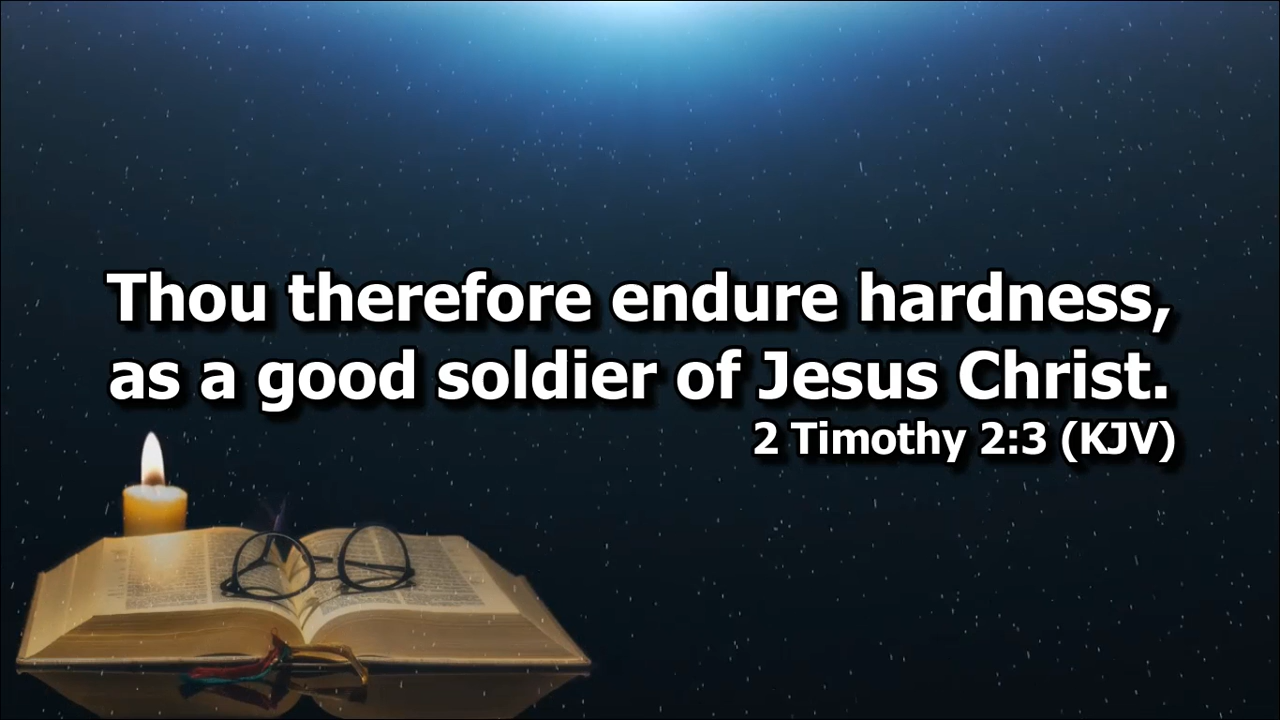 Thou therefore endure hardness,
as a good soldier of Jesus Christ.
2 Timothy 2:3 (KJV)